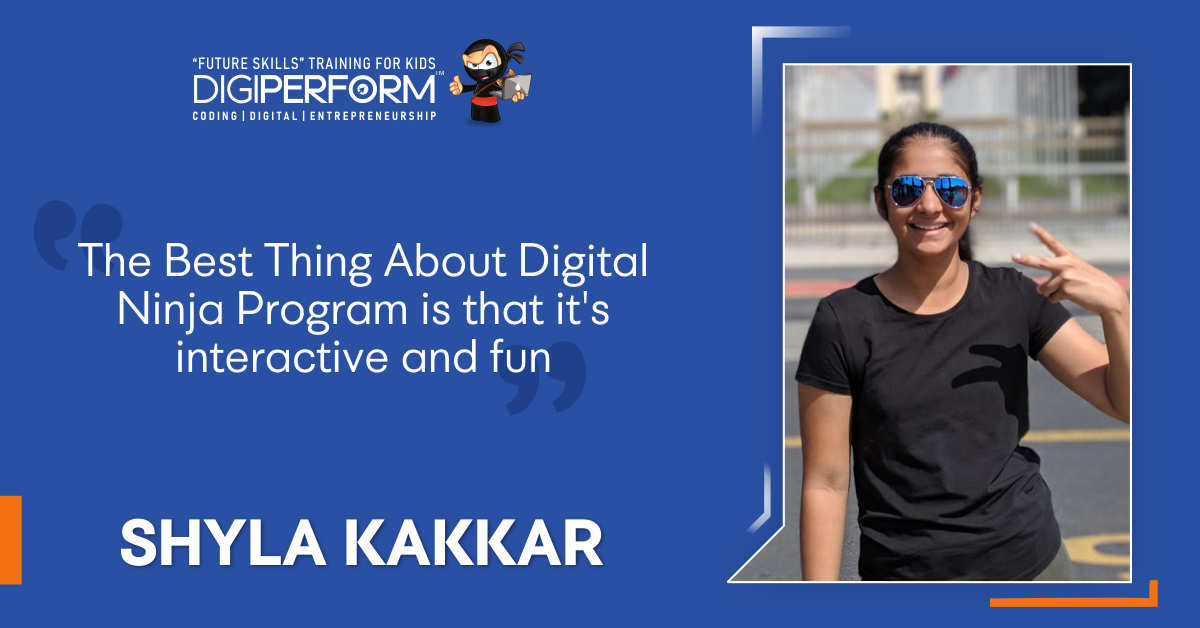 “FUTURE SKILLS” TRAINING FOR KIDS
DIGIPERFORM™
CODING | DIGITAL | ENTREPRENEURSHIP
“The Best Thing About Digital
Ninja Program is that it's
interactive and fun”
SHYLA KAKKAR